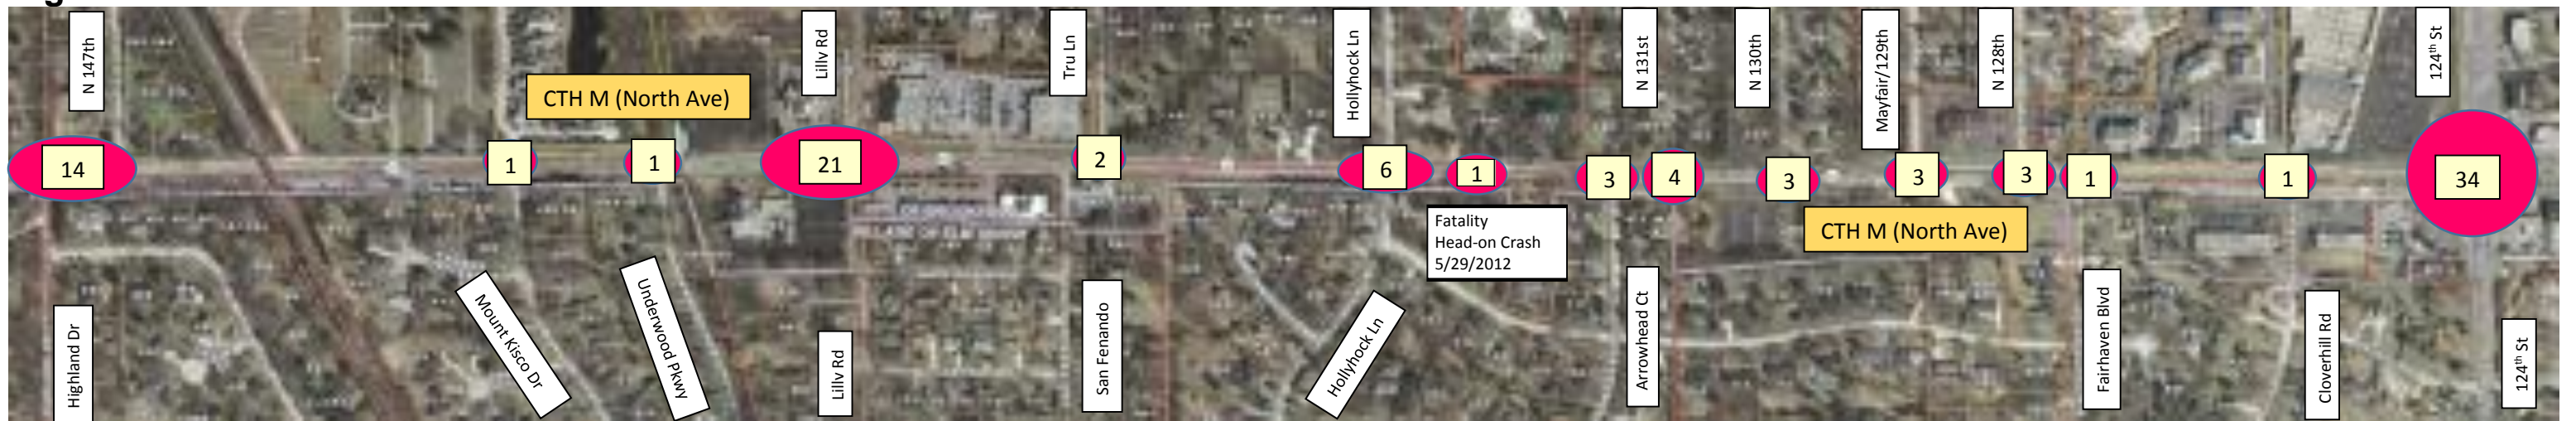 N 147th
Lilly Rd
Tru Ln
Hollyhock Ln
N 131st
N 130th
Mayfair/129th
N 128th
124th St
CTH M (North Ave)
14
1
1
21
2
6
1
3
4
3
3
3
1
1
34
Fatality
Head-on Crash
5/29/2012
CTH M (North Ave)
Highland Dr
Mount Kisco Dr
Underwood Pkwy
Lilly Rd
San Fenando
Hollyhock Ln
Arrowhead Ct
Fairhaven Blvd
Cloverhill Rd
124th St